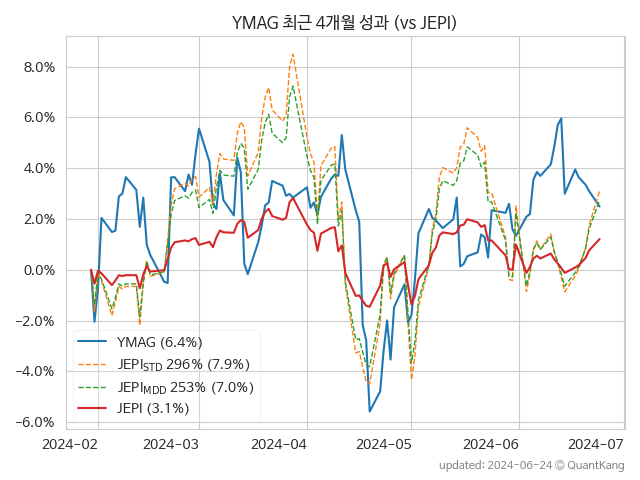 YMAG 최근 4개월 성과 (vs JEPI)
8.0%
6.0%
4.0%
2.0%
0.0%
−2.0%
−4.0%
−6.0%
YMAG (6.4%)
JEPI_STD 296% (7.9%)
JEPI_MDD 253% (7.0%)
JEPI (3.1%)
2024-02 2024-03 2024-04 2024-05 2024-06 2024-07
updated: 2024-06-24 ⓒ QuantKang